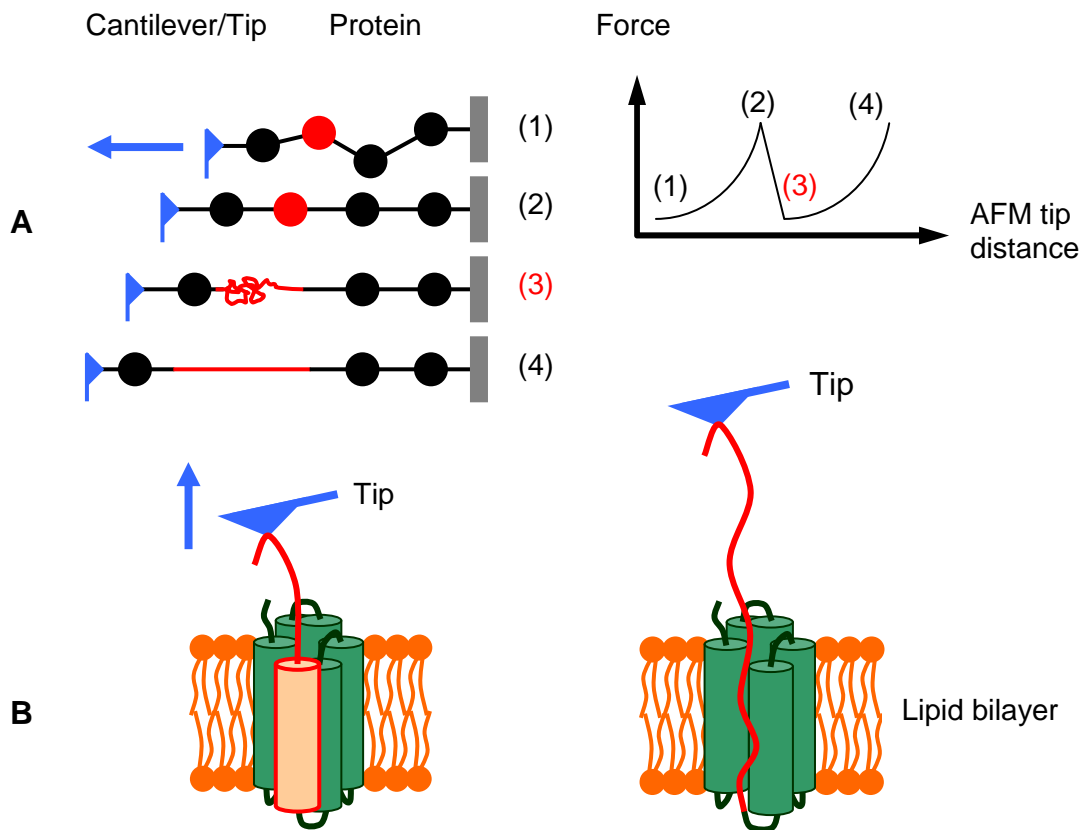 Cantilever/Tip Protein Force
(1)
(2)
(3)
(4)
(1)
(2)
(3)
(4)
AFM tip
distance
A
Tip
Tip
B
Lipid bilayer